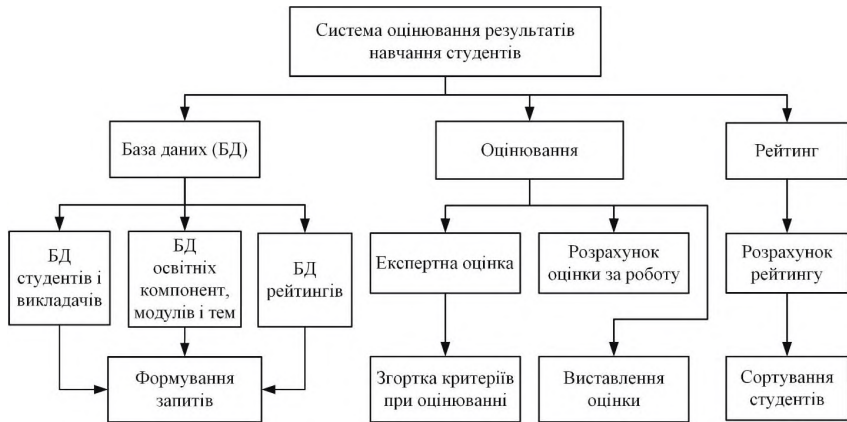 Система оцінювання результатів
навчання студентів
База даних (БД)
Оцінювання
Рейтинг
БД
студентів і
викладачів
БД
освітніх
компонент,
модулів і тем
БД
рейтингів
Експертна оцінка
Розрахунок
оцінки за роботу
Розрахунок
рейтингу
Формування
запитів
Згортка критеріїв
при оцінюванні
Виставлення
оцінки
Сортування
студентів